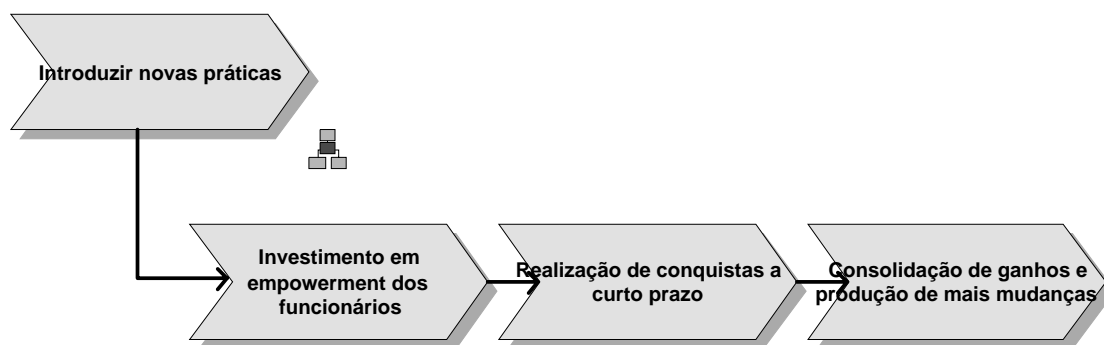 Introduzir novas práticas
Investimento em
empowerment dos
funcionários
Realização de conquistas a
curto prazo
Consolidação de ganhos e
produção de mais mudanças